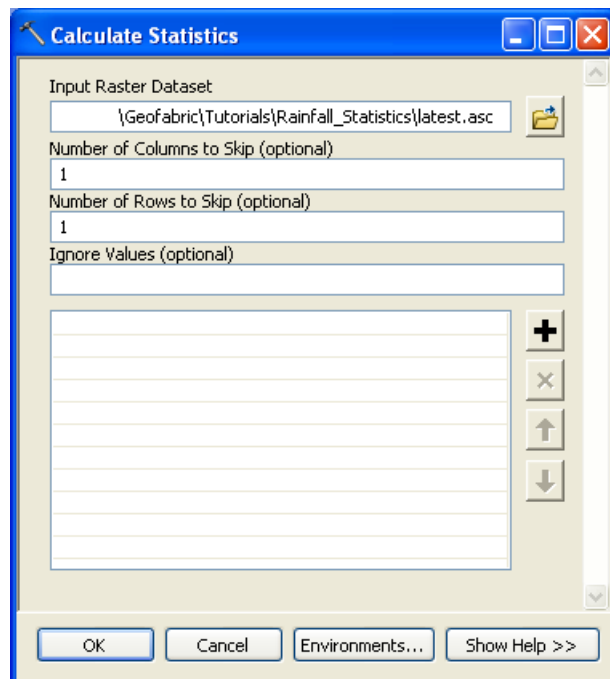 Calculate Statistics
Input Raster Dataset
\Geofabric\Tutorials\Rainfall_Statistics\latest.asc
Number of Columns to Skip (optional)
1
Number of Rows to Skip (optional)
1
Ignore Values (optional)
OK Cancel Environments... Show Help >>